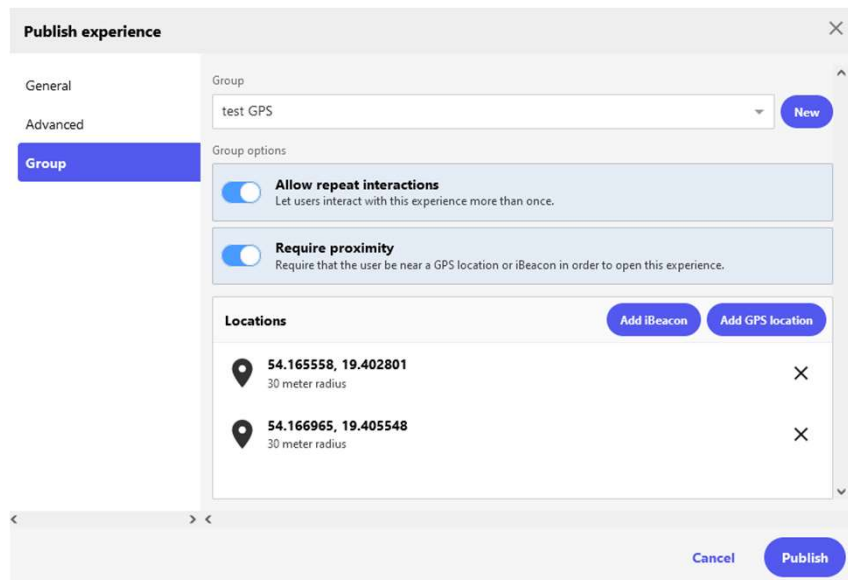 Publish experience
General
Advanced
Group
Group
test GPS
New
Group options
Allow repeat interactions
Let users interact with this experience more than once.
Require proximity
Require that the user be near a GPS location or iBeacon in order to open this experience.
Locations
Add iBeacon
Add GPS location
54.165558, 19.402801
30 meter radius
54.166965, 19.405548
30 meter radius
Cancel
Publish